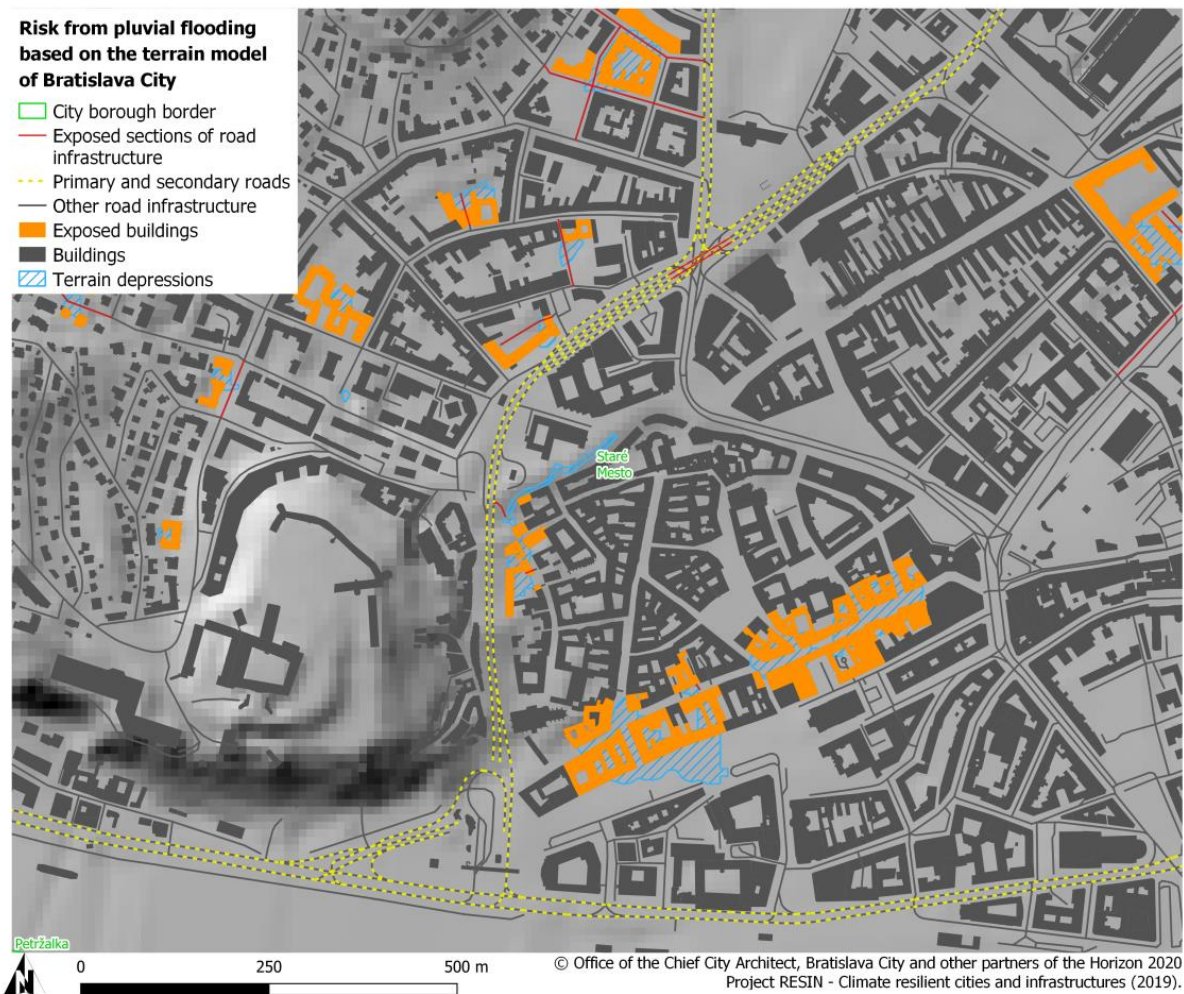 Risk from pluvial flooding
based on the terrain model
of Bratislava City
City borough border
Exposed sections of road
infrastructure
Primary and secondary roads
Other road infrastructure
Exposed buildings
Buildings
Terrain depressions
Staré
Mesto
Petržalka
N
0 250 500 m
© Office of the Chief City Architect, Bratislava City and other partners of the Horizon 2020
Project RESIN - Climate resilient cities and infrastructures (2019).